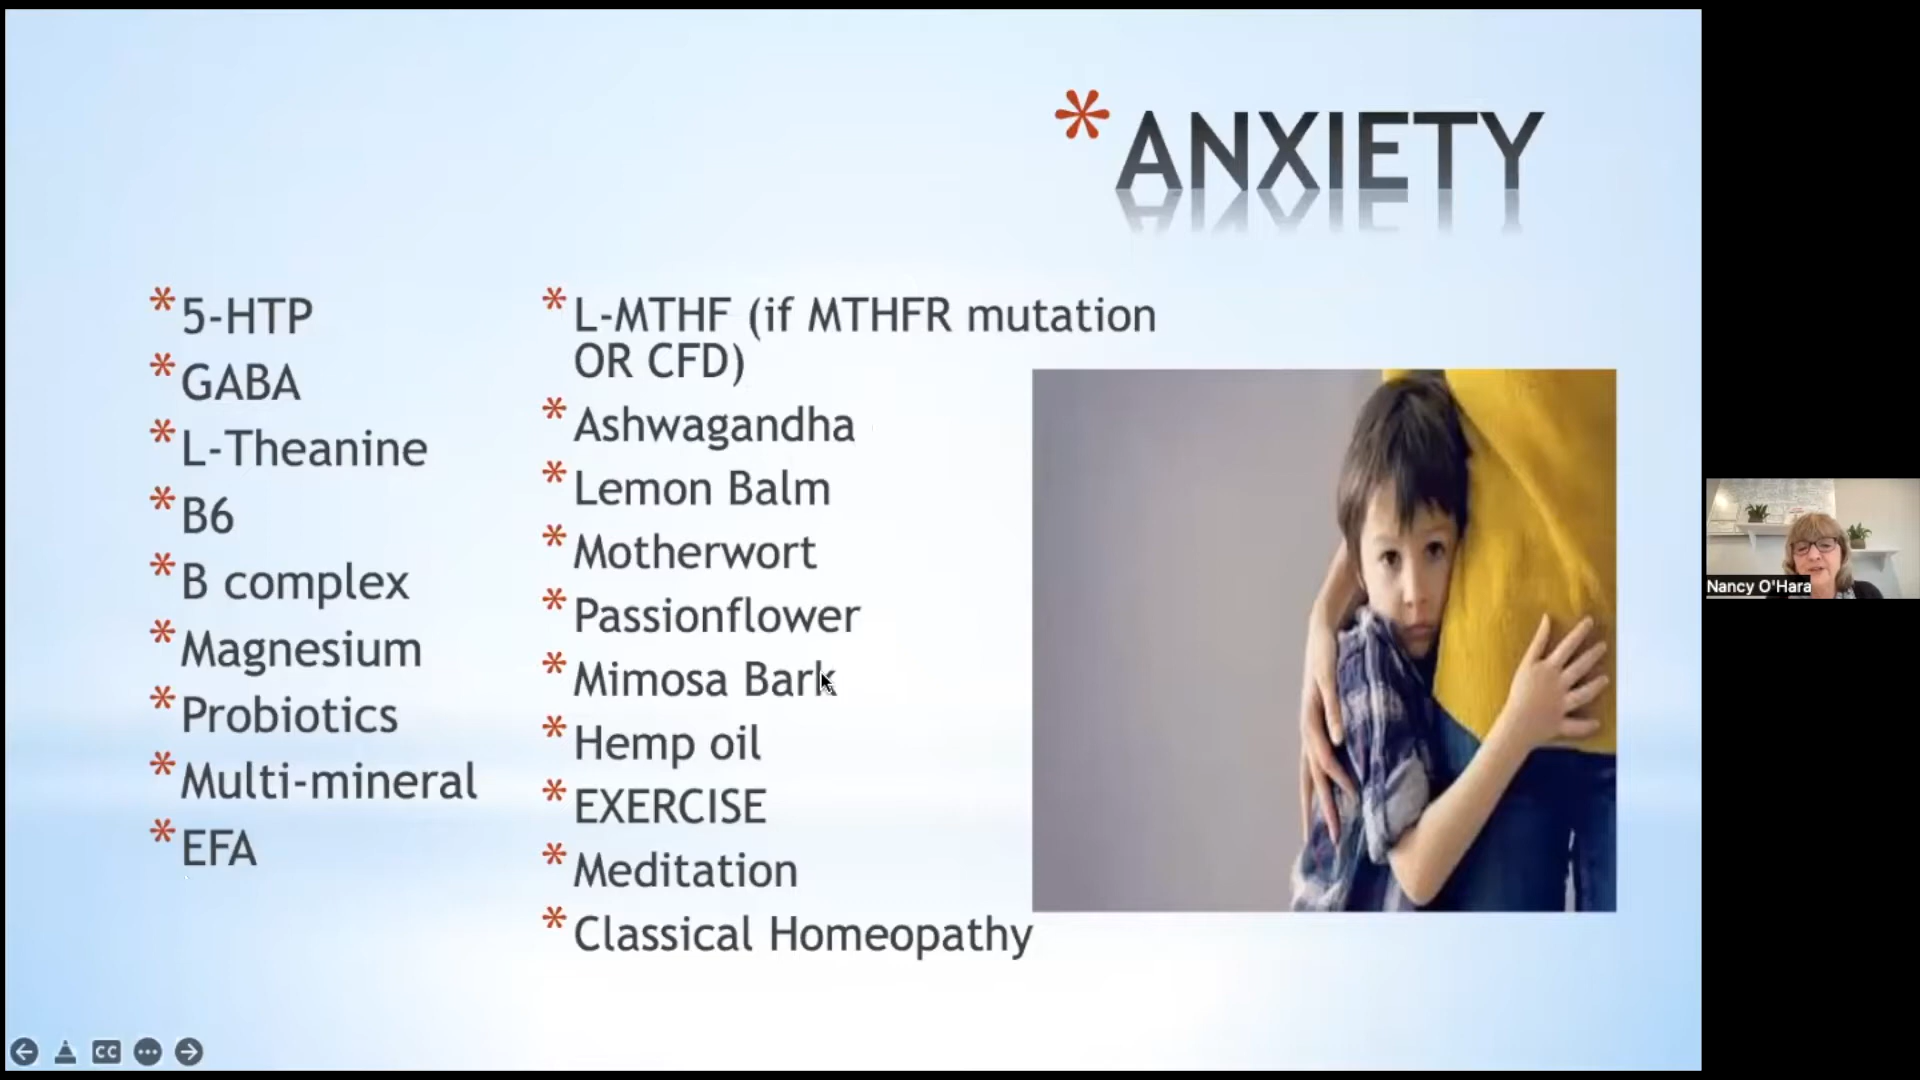 *ANXIETY
*5-HTP
*GABA
*L-Theanine
*B6
*B complex
*Magnesium
*Probiotics
*Multi-mineral
*EFA
*L-MTHF (if MTHFR mutation
OR CFD)
*Ashwagandha
*Lemon Balm
*Motherwort
*Passionflower
*Mimosa Bark
*Hemp oil
*EXERCISE
*Meditation
*Classical Homeopathy
Nancy O'Hara
CC